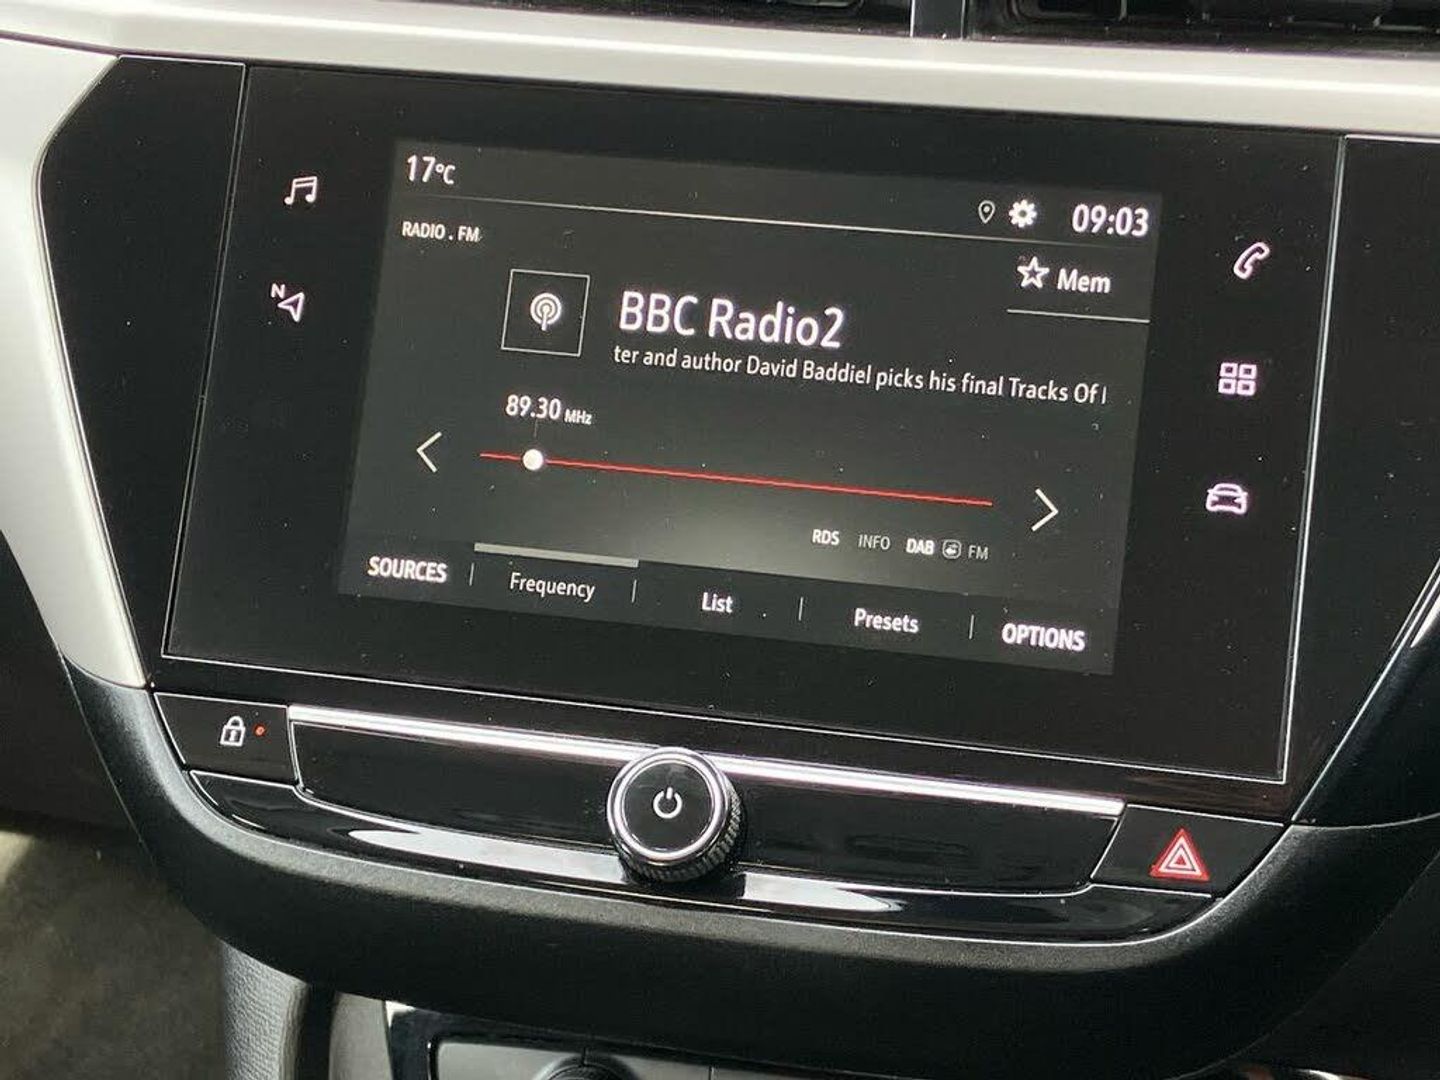 17°C
09:03
RADIO . FM
Mem
BBC Radio2
ter and author David Baddiel picks his final Tracks Of
89.30 MHz
RDS INFO DAB FM
SOURCES Frequency List Presets OPTIONS
N